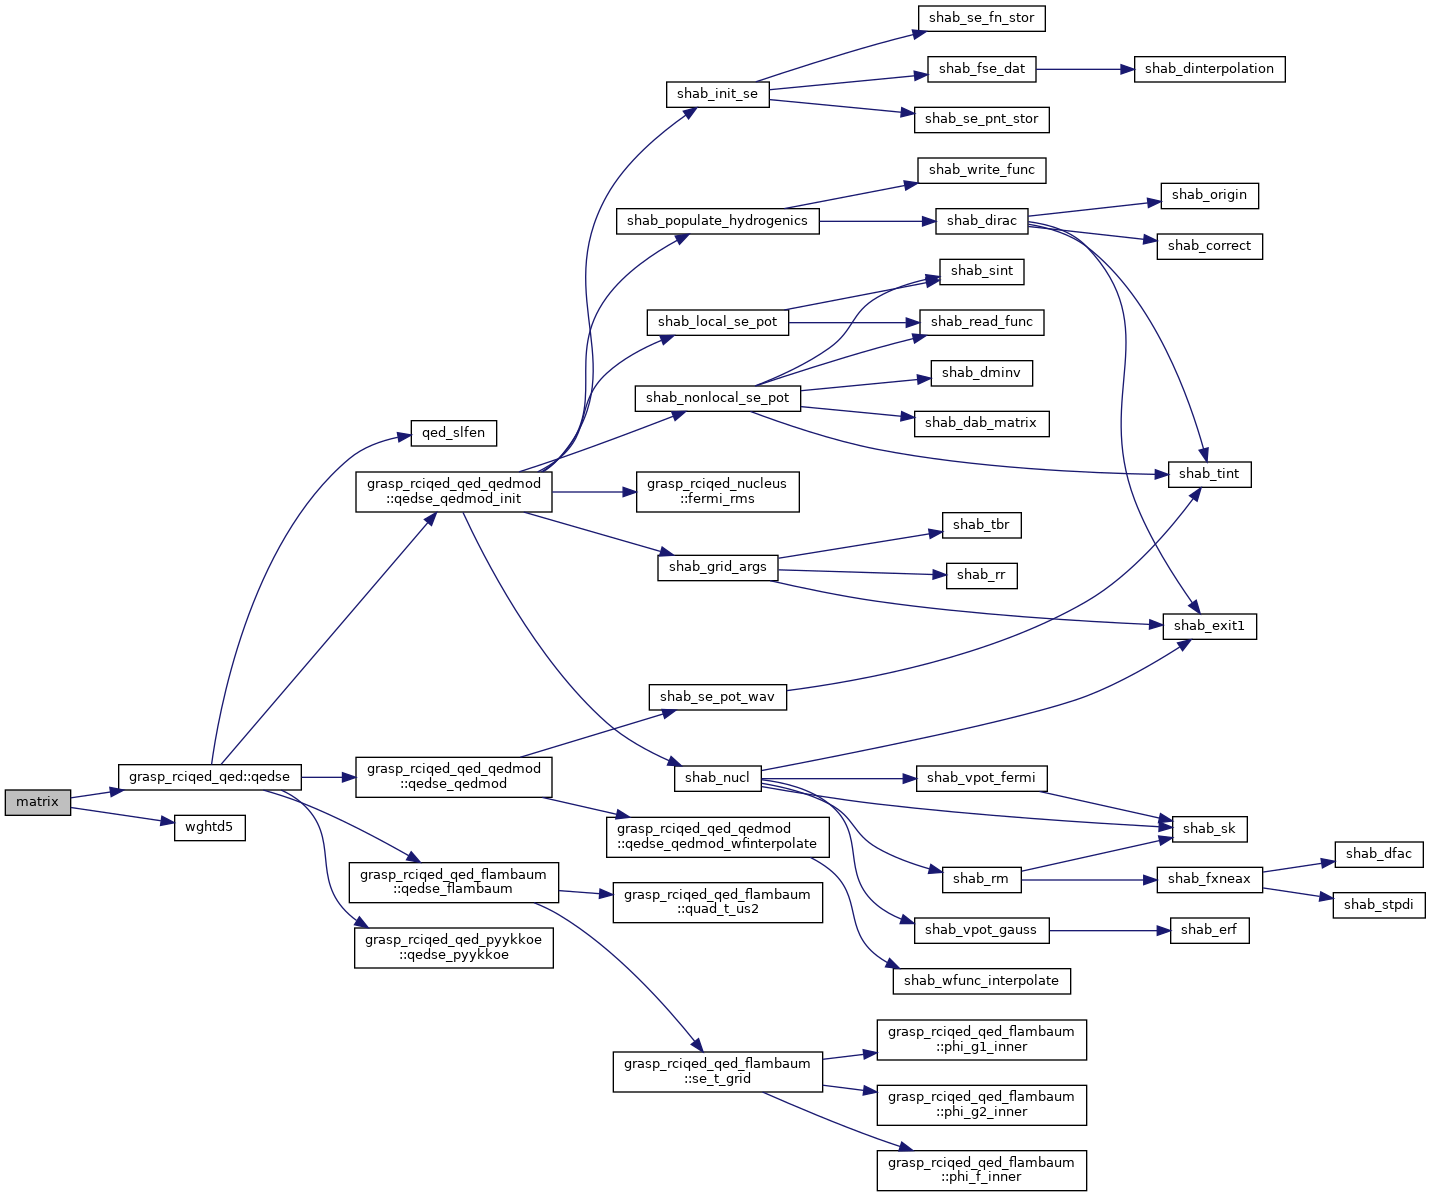 shab_se_fn_stor
shab_fse_dat
shab_dinterpolation
shab_init_se
shab_se_pnt_stor
shab_write_func
shab_origin
shab_populate_hydrogenics
shab_dirac
shab_correct
shab_sint
shab_local_se_pot
shab_read_func
shab_dminv
shab_nonlocal_se_pot
shab_dab_matrix
qed_slfen
shab_tint
grasp_rciqed_qed_qedmod
::qedse_qedmod_init
grasp_rciqed_nucleus
::fermi_rms
shab_tbr
shab_grid_args
shab_rr
shab_exit1
shab_se_pot_wav
grasp_rciqed_qed::qedse
grasp_rciqed_qed_qedmod
::qedse_qedmod
shab_nucl
shab_vpot_fermi
matrix
wghtd5
grasp_rciqed_qed_qedmod
::qedse_qedmod_wfinterpolate
shab_sk
shab_dfac
grasp_rciqed_qed_flambaum
::qedse_flambaum
shab_rm
shab_fxneax
grasp_rciqed_qed_flambaum
::quad_t_us2
shab_stpdi
shab_vpot_gauss
shab_erf
grasp_rciqed_qed_pyykkoe
::qedse_pyykkoe
shab_wfunc_interpolate
grasp_rciqed_qed_flambaum
::phi_g1_inner
grasp_rciqed_qed_flambaum
::se_t_grid
grasp_rciqed_qed_flambaum
::phi_g2_inner
grasp_rciqed_qed_flambaum
::phi_f_inner